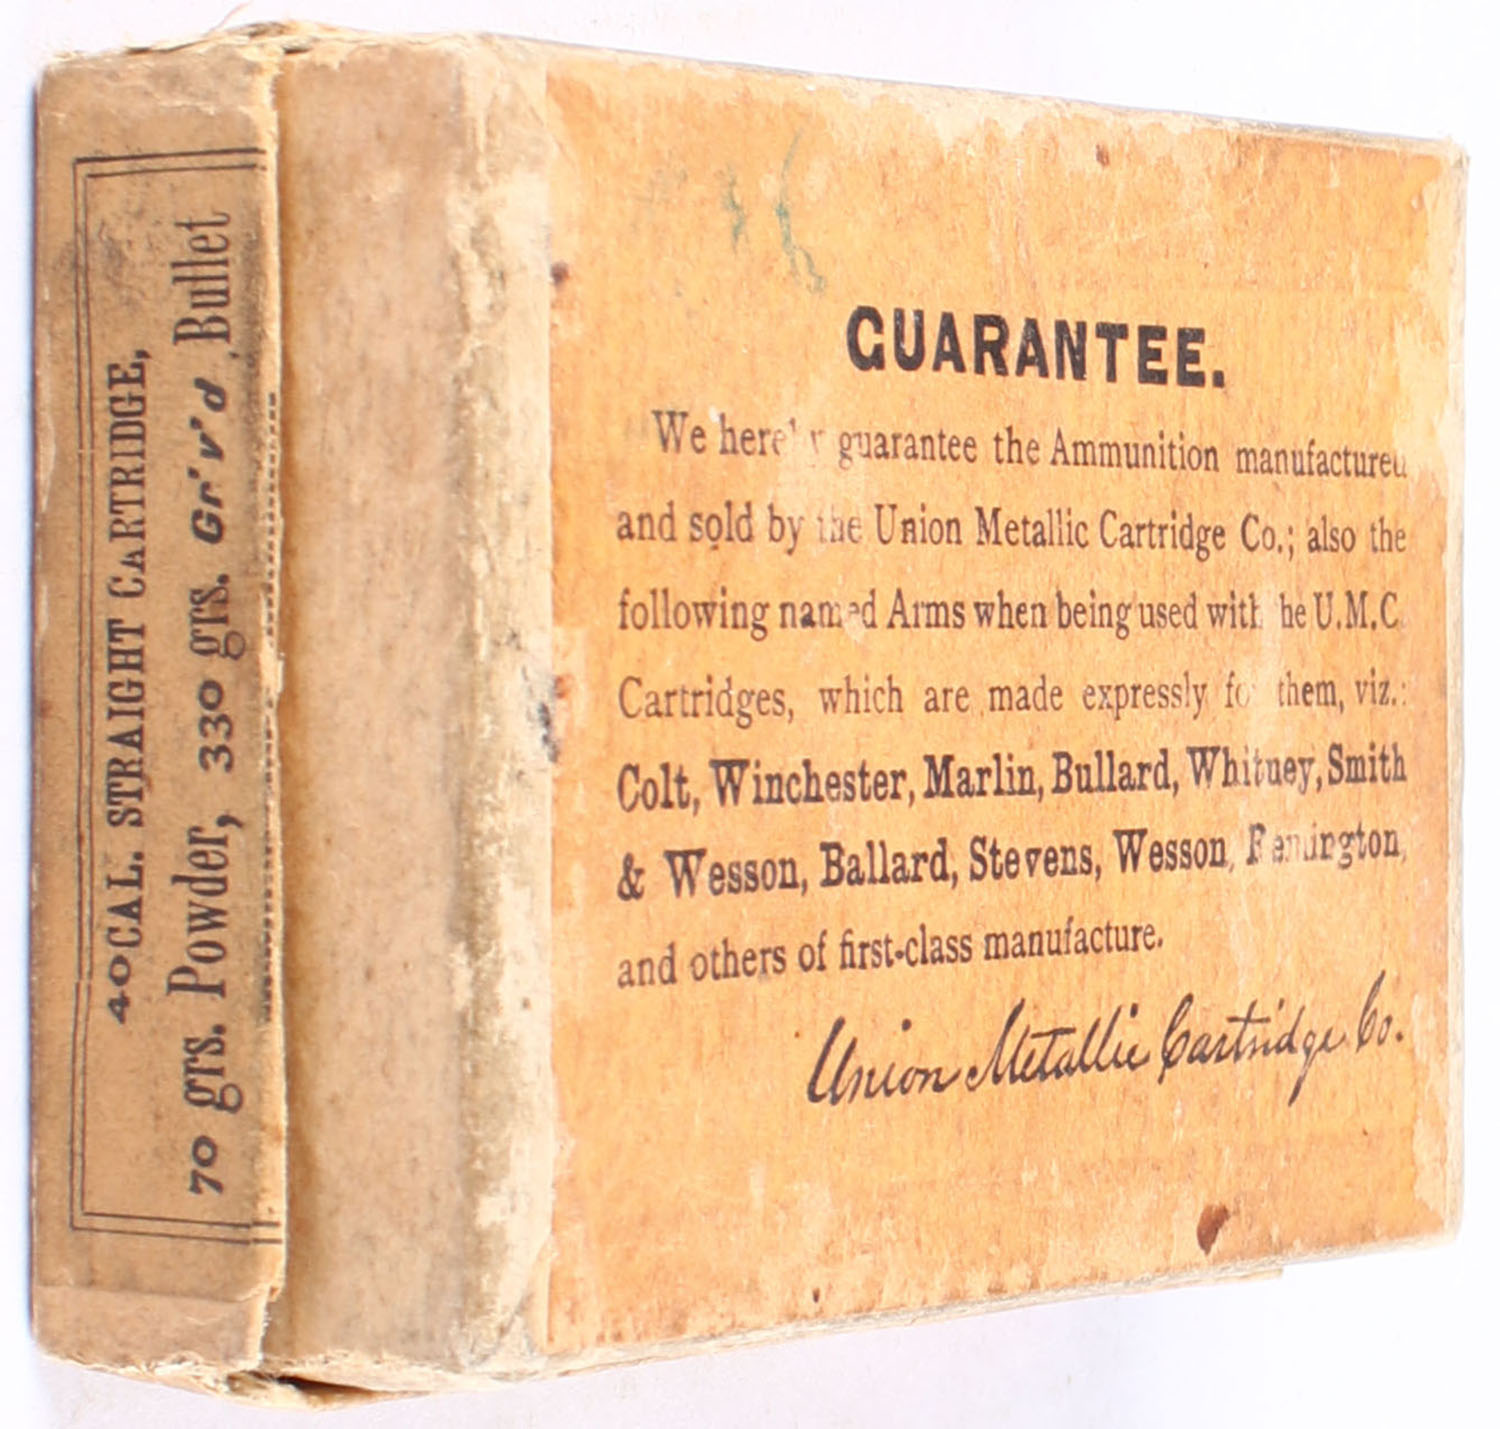 40 CAL. STRAIGHT CARTRIDGE,
70 grs. Powder, 330 grs. Gr'v'd Bullet
GUARANTEE.
We hereby guarantee the Ammunition manufactured
and sold by the Union Metallic Cartridge Co.; also the
following named Arms when being used with the U.M.C.
Cartridges, which are made expressly for them, viz.:
Colt, Winchester, Marlin, Bullard, Whitney, Smith
& Wesson, Ballard, Stevens, Wesson, Remington,
and others of first-class manufacture.
Union Metallic Cartridge Co.